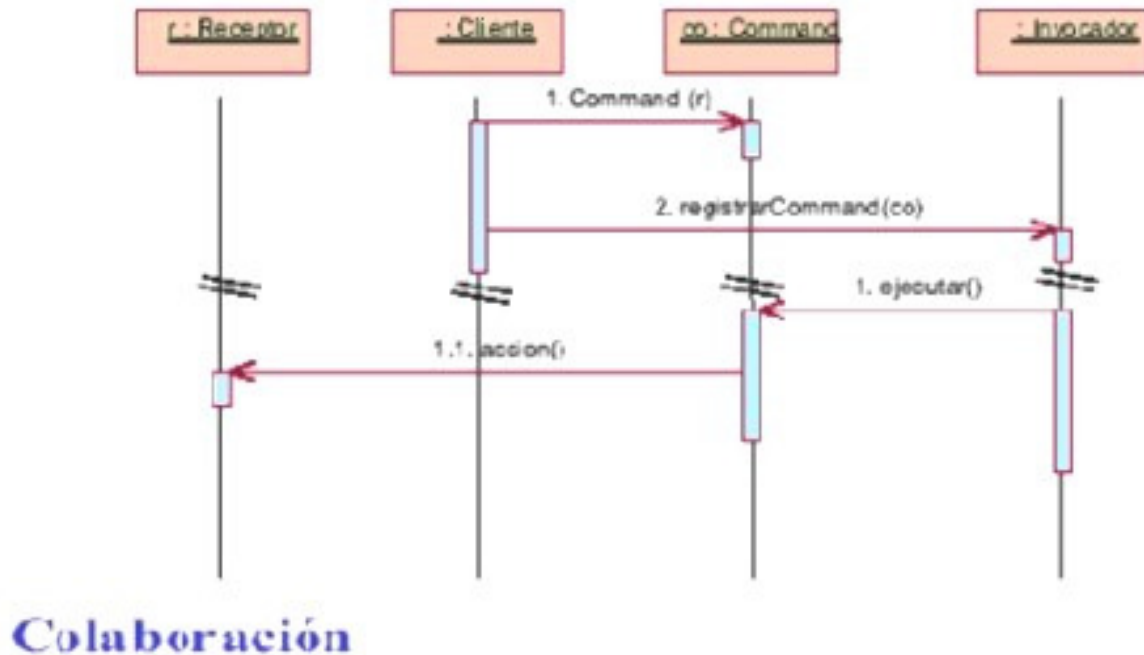 r : Receptor
: Cliente
co : Command
: Invocador
1. Command (r)
2. registrarCommand(co)
1. ejecutar()
1.1. accion()
Colaboración